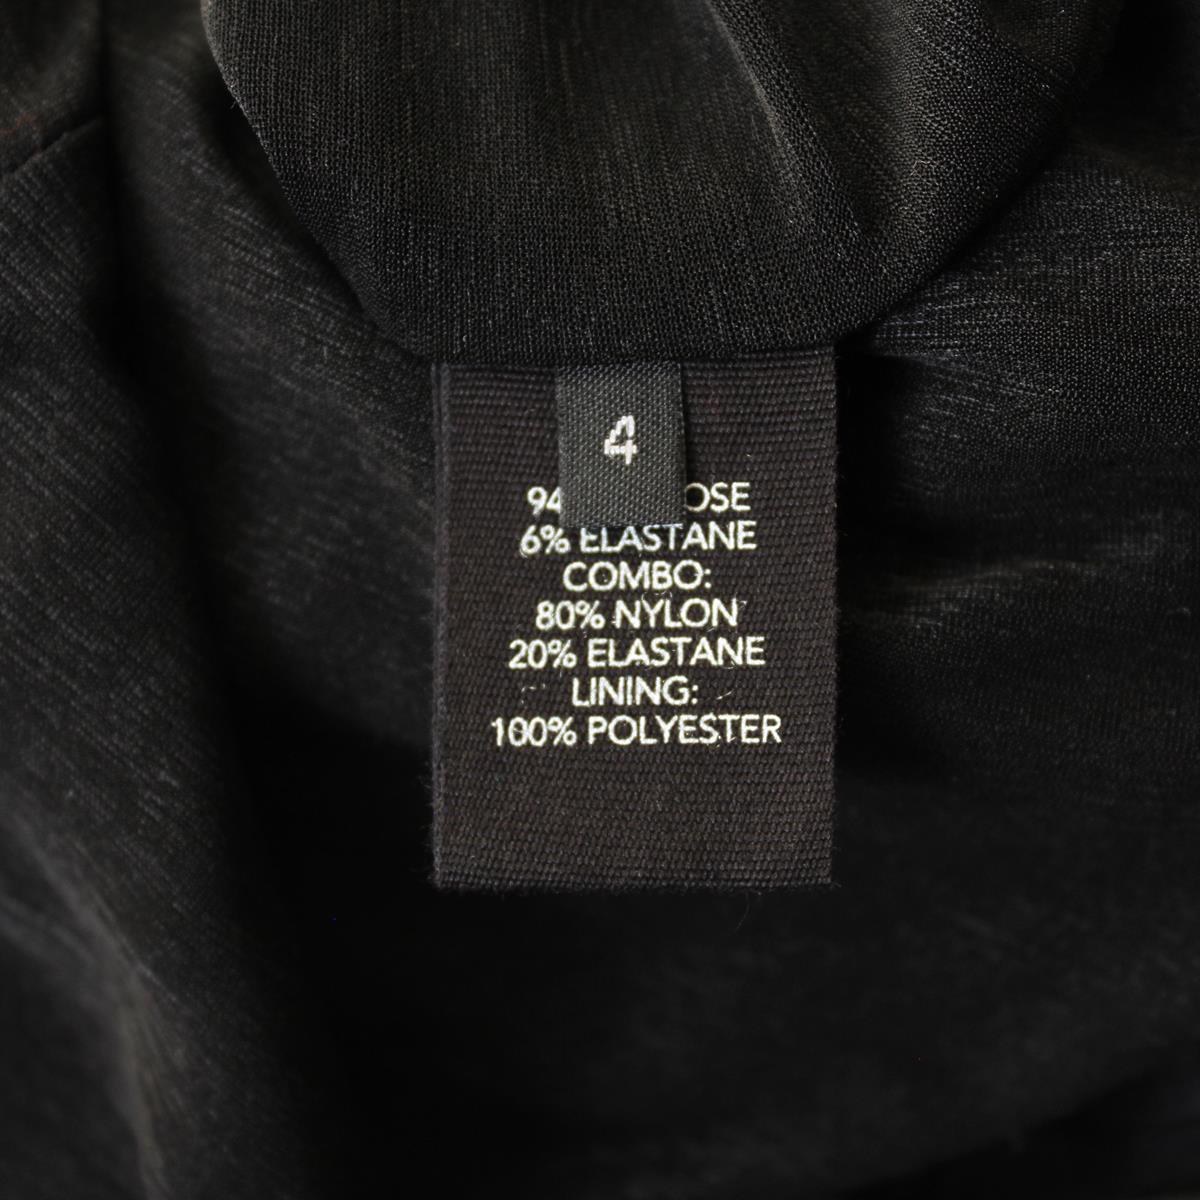 4
94
6% ELASTANE
COMBO:
80% NYLON
20% ELASTANE
LINING:
100% POLYESTER